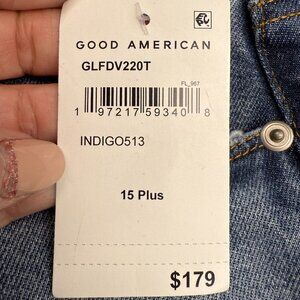 GOOD AMERICAN
GLFDV220T
FL_967
1 97217 59340 8
INDIGO513
15 Plus
$179